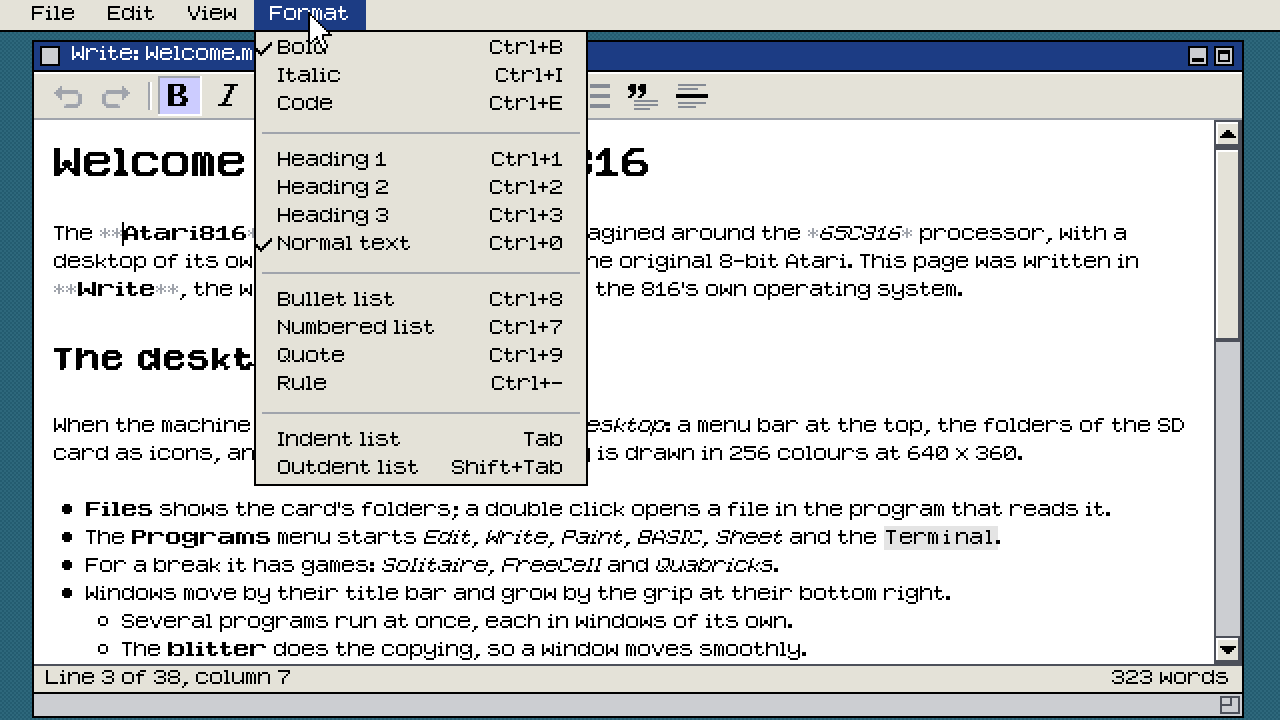 File Edit View Format
Write: Welcome.m
B I
Bold Ctrl+B
Italic Ctrl+I
Code Ctrl+E
Heading 1 Ctrl+1
Heading 2 Ctrl+2
Heading 3 Ctrl+3
Normal text Ctrl+0
Bullet list Ctrl+8
Numbered list Ctrl+7
Quote Ctrl+9
Rule Ctrl+-
Indent list Tab
Outdent list Shift+Tab
Welcome 816
The **Atari816* agined around the *65C816* processor, with a
desktop of its ow he original 8-bit Atari. This page was written in
**Write**, the w the 816's own operating system.
The deskt
When the machine esktop: a menu bar at the top, the folders of the SD
card as icons, an is drawn in 256 colours at 640 x 360.
● Files shows the card's folders; a double click opens a file in the program that reads it.
● The Programs menu starts Edit, Write, Paint, BASIC, Sheet and the Terminal.
● For a break it has games: Solitaire, FreeCell and Quabricks.
● Windows move by their title bar and grow by the grip at their bottom right.
○ Several programs run at once, each in windows of its own.
○ The blitter does the copying, so a window moves smoothly.
Line 3 of 38, column 7 323 words